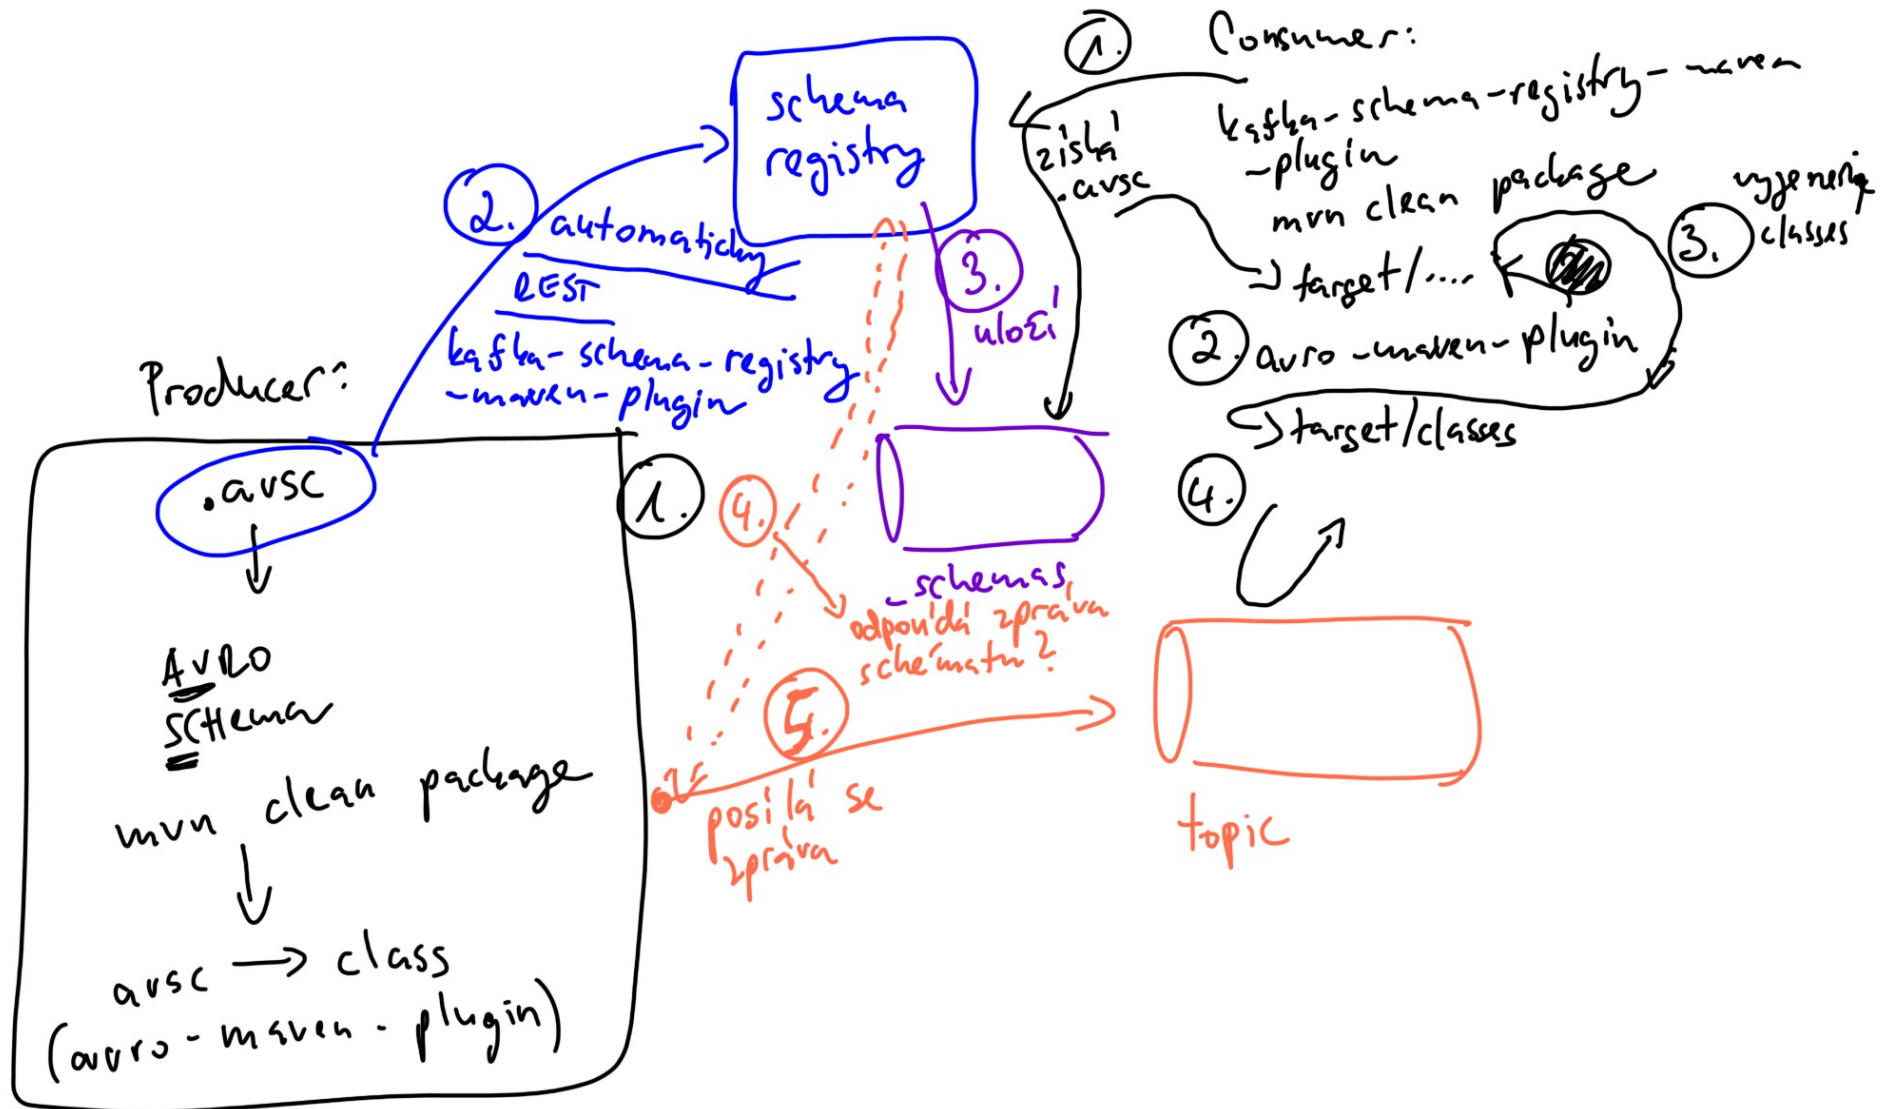 Producer:
.avsc
AVRO
SCHema
mvn clean package
avsc → class
(avro-maven-plugin)
1.
2.
automaticky
REST
kafka-schema-registry
-maven-plugin
schema
registry
3.
uloží
_schemas
4.
odpovídá zpráva
schématu?
5.
posílá se
zpráva
topic
1.
Consumer:
kafka-schema-registry-maven
-plugin
získá
.avsc
mvn clean package
target/....
2.
avro-maven-plugin
3.
classes
target/classes
4.